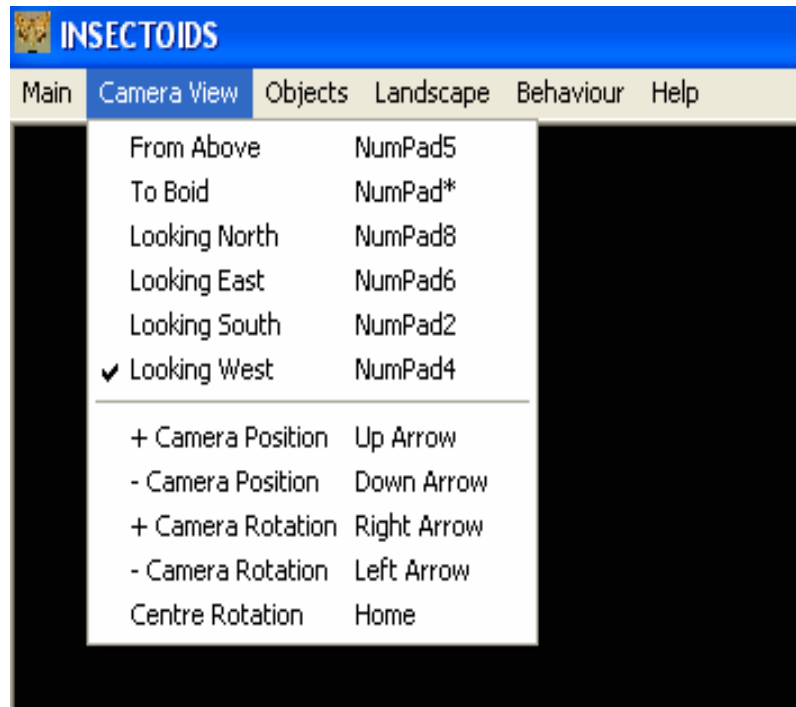 INSECTOIDS
Main Camera View Objects Landscape Behaviour Help
From Above NumPad5
To Boid NumPad*
Looking North NumPad8
Looking East NumPad6
Looking South NumPad2
Looking West NumPad4
+ Camera Position Up Arrow
- Camera Position Down Arrow
+ Camera Rotation Right Arrow
- Camera Rotation Left Arrow
Centre Rotation Home